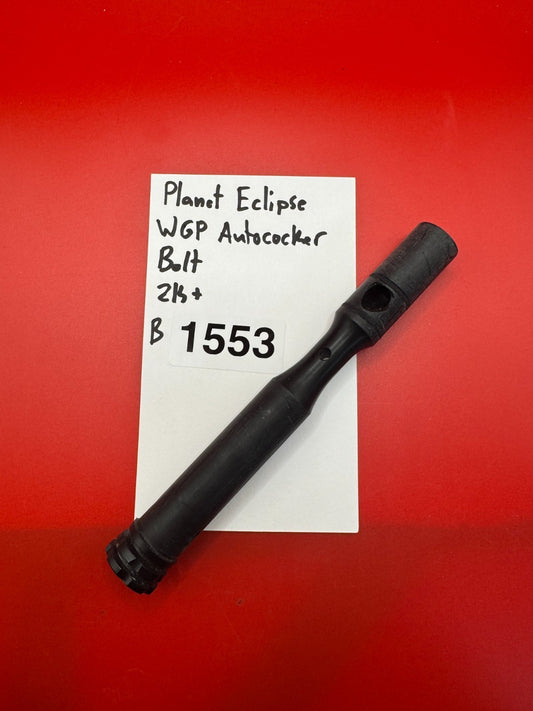 Planet Eclipse
WGP Autococker
Bolt
2k+
B 1553